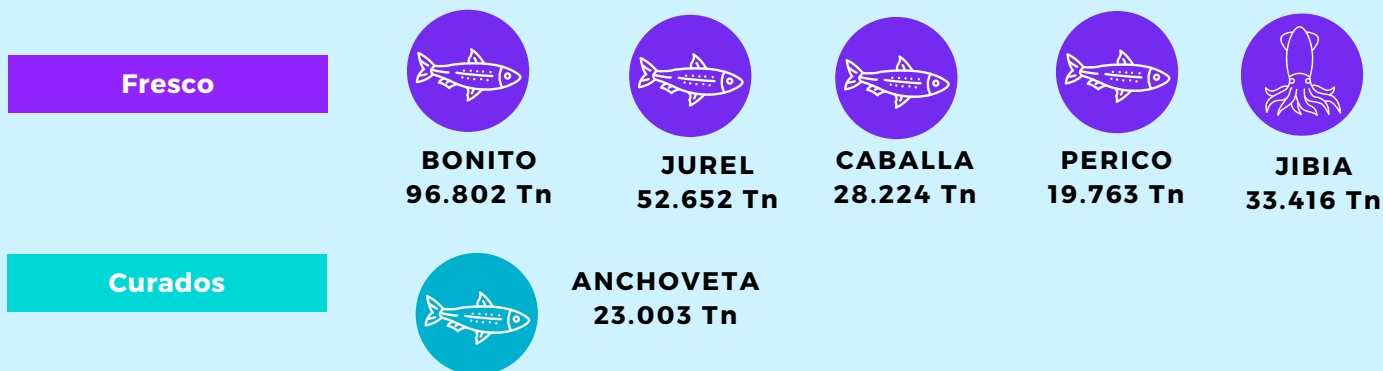 Fresco
BONITO
96.802 Tn
JUREL
52.652 Tn
CABALLA
28.224 Tn
PERICO
19.763 Tn
JIBIA
33.416 Tn
Curados
ANCHOVETA
23.003 Tn